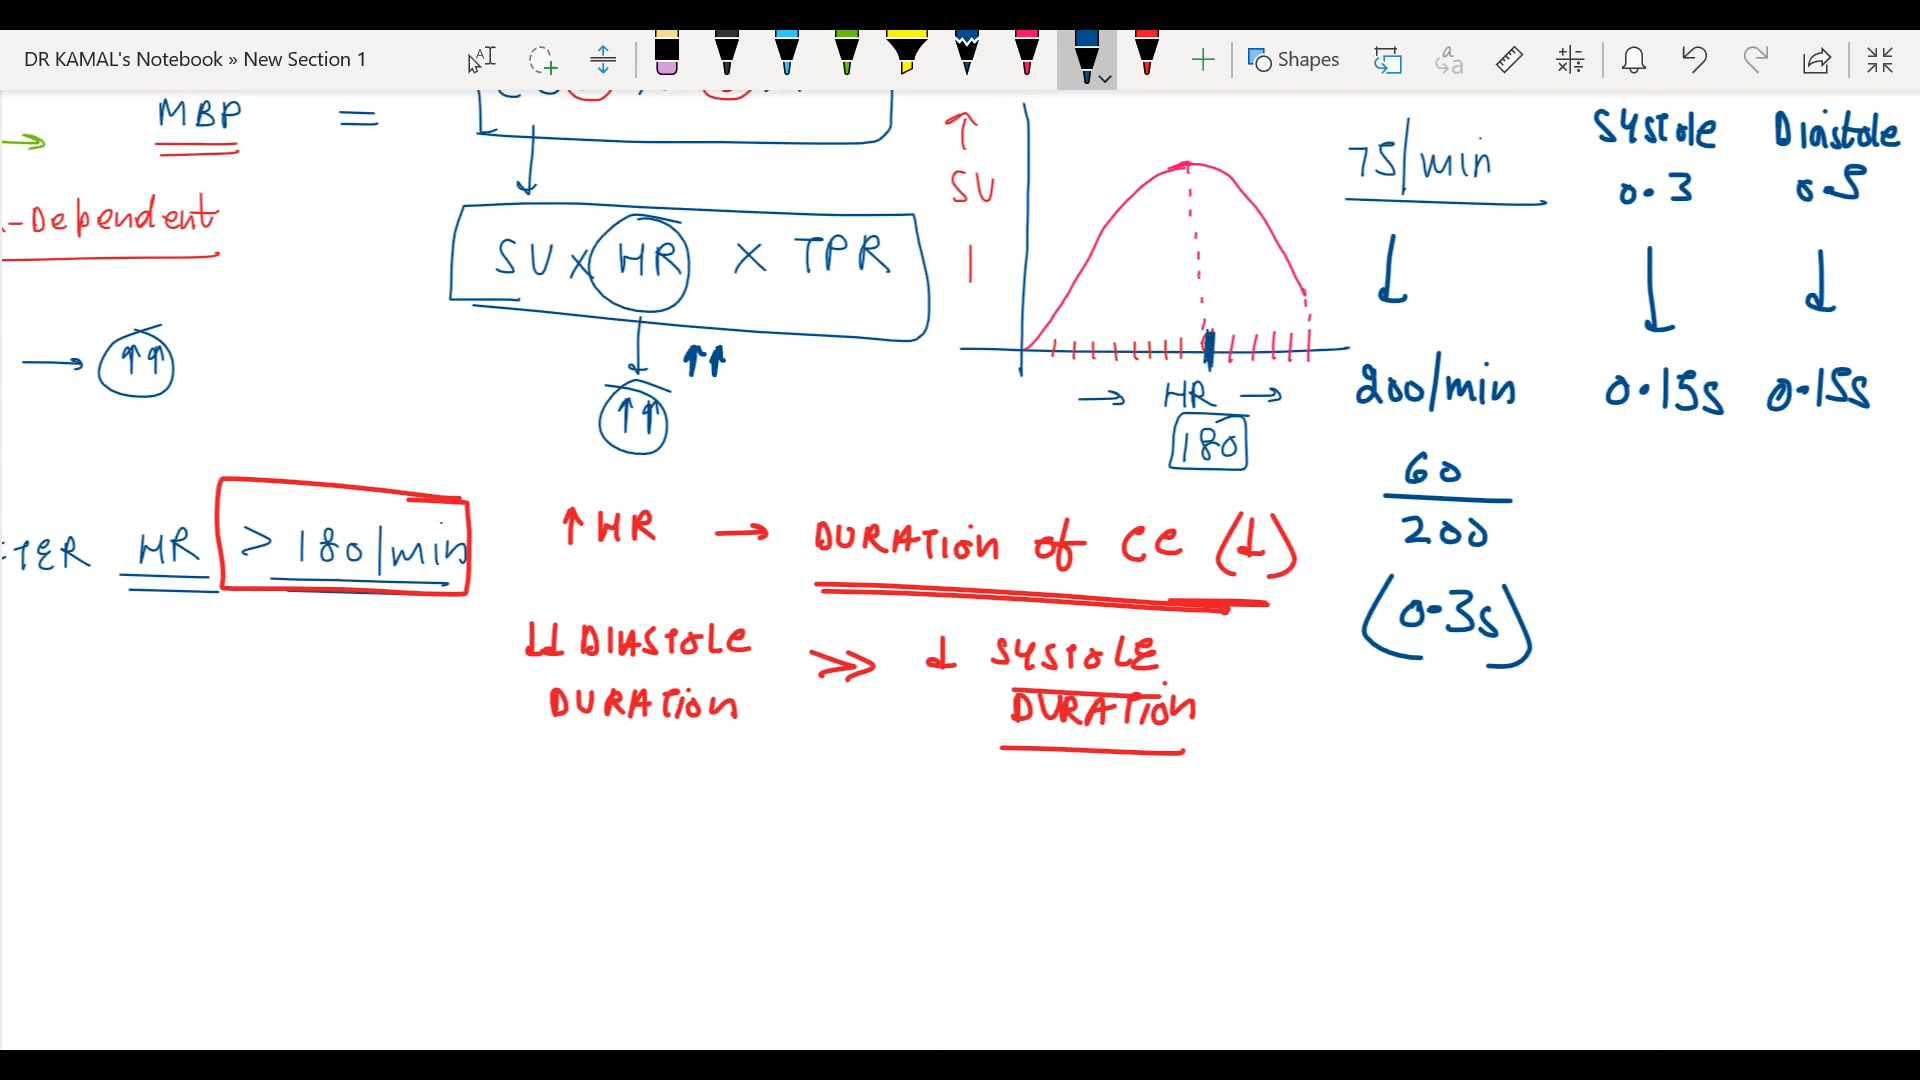 DR KAMAL's Notebook » New Section 1
Shapes
MBP =
-Dependent
SV x HR x TPR
↑↑
↑↑
↑↑
↑
SV
→ HR →
180
75/min
Systole Diastole
0.3 0.5
200/min 0.15s 0.15s
60
200
(0.3s)
HR > 180/min
↑ HR → DURATION of CC (↓)
↓↓ DIASTOLE >> ↓ SYSTOLE
DURATION DURATION